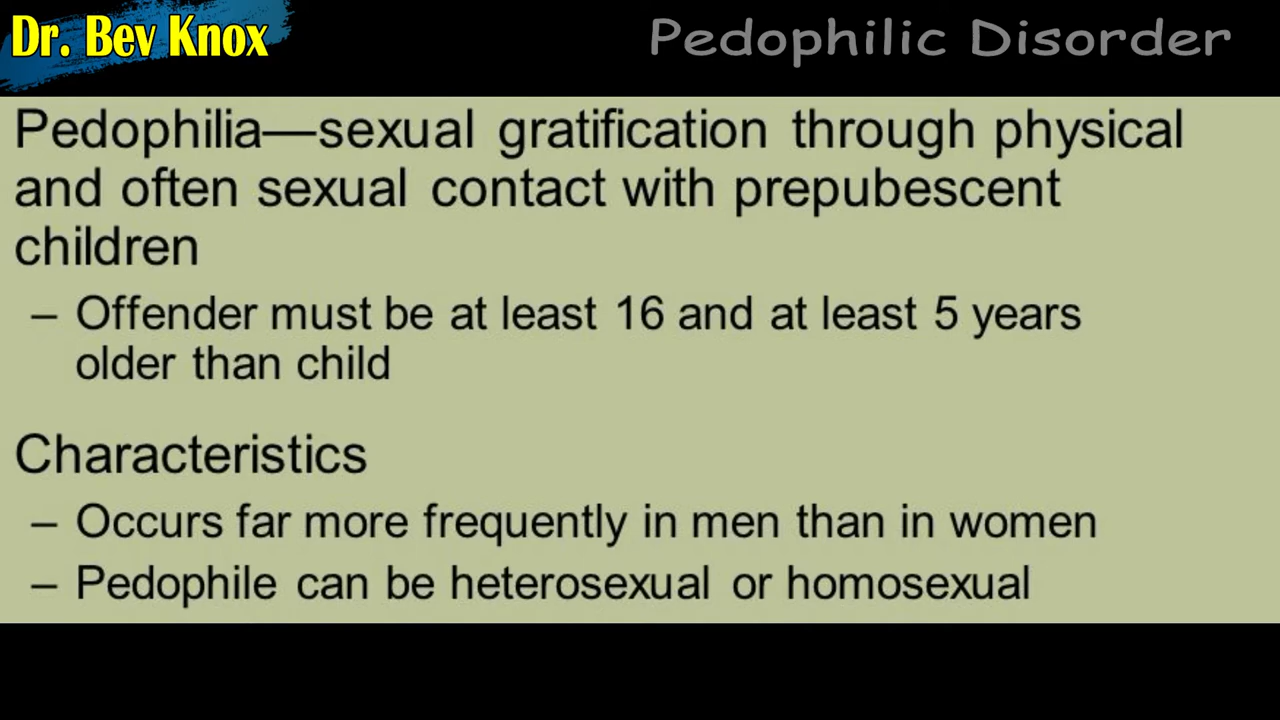 Dr. Bev Knox
Pedophilic Disorder
Pedophilia—sexual gratification through physical
and often sexual contact with prepubescent
children
– Offender must be at least 16 and at least 5 years
older than child
Characteristics
– Occurs far more frequently in men than in women
– Pedophile can be heterosexual or homosexual